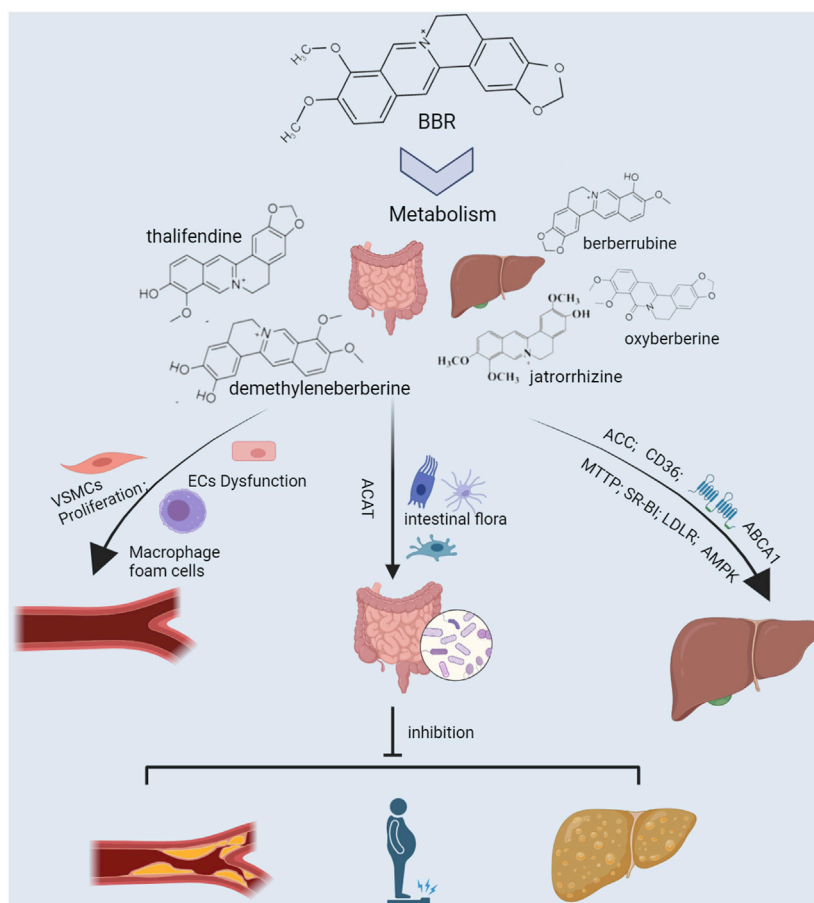 H₃C
O
O
N⁺
H₃C
O
O
BBR
Metabolism
thalifendine
O
O
HO
N⁺
O
HO
N⁺
O
berberrubine
O
O
O
O
O
N
O
O
oxyberberine
OCH₃
OH
H₃CO
N⁺
OCH₃
jatrorrhizine
N⁺
O
O
HO
HO
demethyleneberberine
VSMCs
Proliferation;
ECs Dysfunction
Macrophage
foam cells
ACAT
intestinal flora
ACC; CD36; ABCA1
MTTP; SR-BI; LDLR; AMPK
inhibition